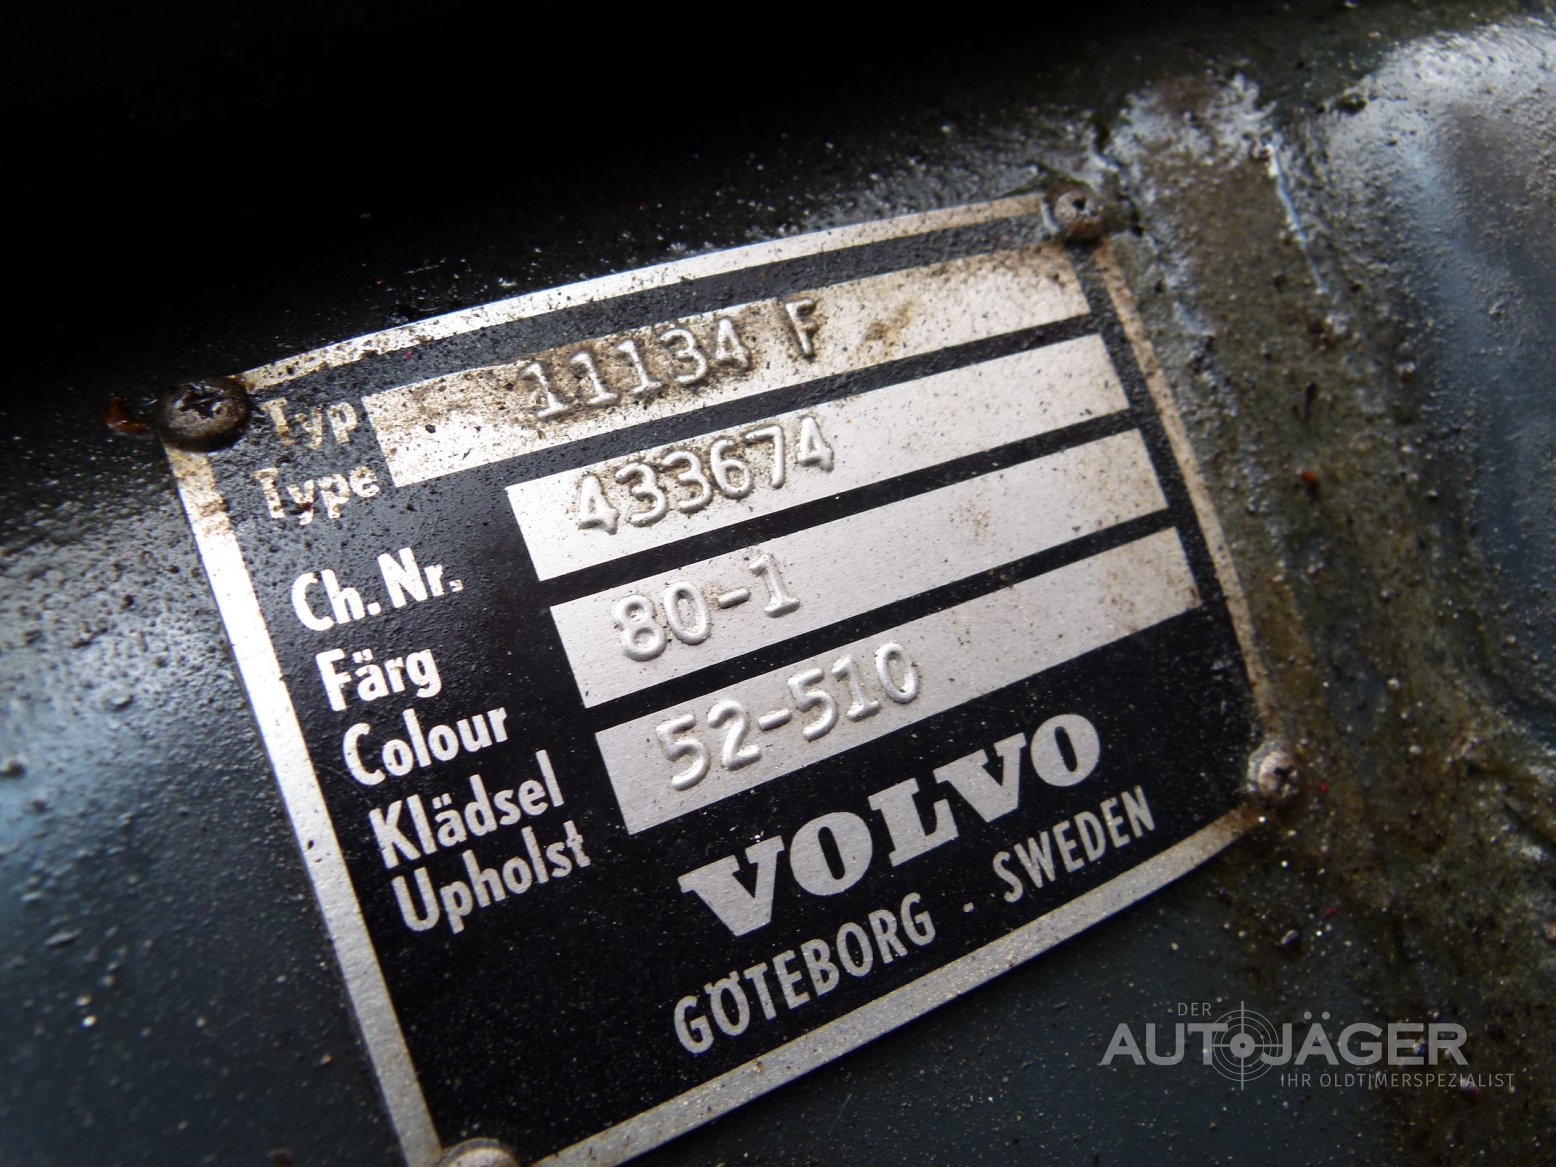 Typ 11134 F
Type
Ch. Nr. 433674
Färg 80-1
Colour
Klädsel 52-510
Upholst
VOLVO
GÖTEBORG . SWEDEN
DER
AUTOJÄGER
IHR OLDTIMERSPEZIALIST